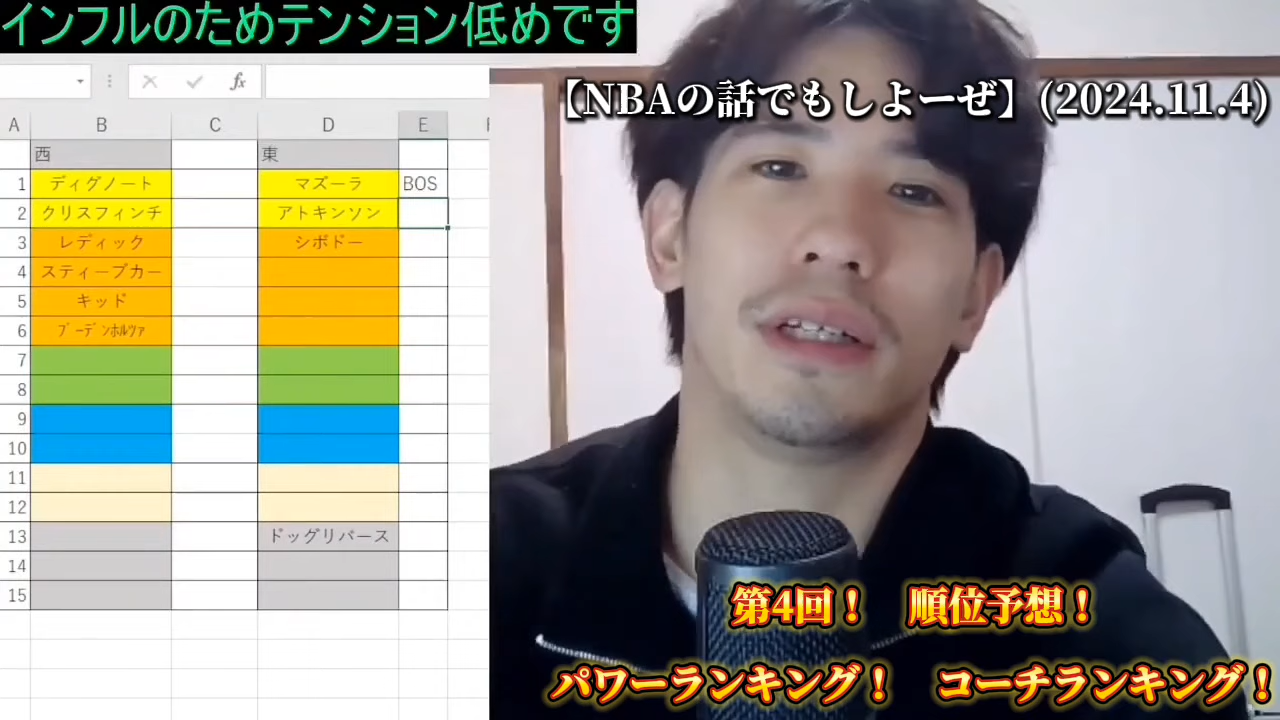 インフルのためテンション低めです
【NBAの話でもしよーぜ】(2024.11.4)
fx
A B C D E
西 東
1 ディグノート マズーラ BOS
2 クリスフィンチ アトキンソン
3 レディック シボドー
4 スティーブカー
5 キッド
6 ﾌﾞｰﾃﾞﾝﾎﾙﾂｧ
7
8
9
10
11
12
13 ドッグリバース
14
15
第4回！ 順位予想！
パワーランキング！ コーチランキング！